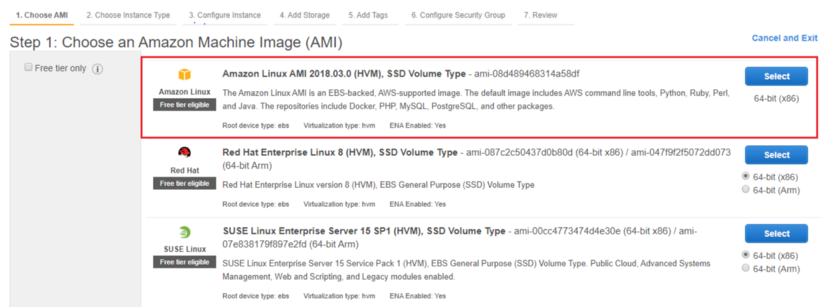 1. Choose AMI 2. Choose Instance Type 3. Configure Instance 4. Add Storage 5. Add Tags 6. Configure Security Group 7. Review
Step 1: Choose an Amazon Machine Image (AMI)
Cancel and Exit
Free tier only
Amazon Linux
Free tier eligible
Amazon Linux AMI 2018.03.0 (HVM), SSD Volume Type - ami-08d489468314a58df
The Amazon Linux AMI is an EBS-backed, AWS-supported image. The default image includes AWS command line tools, Python, Ruby, Perl,
and Java. The repositories include Docker, PHP, MySQL, PostgreSQL, and other packages.
Root device type: ebs Virtualization type: hvm ENA Enabled: Yes
Select
64-bit (x86)
Red Hat
Free tier eligible
Red Hat Enterprise Linux 8 (HVM), SSD Volume Type - ami-087c2c50437d0b80d (64-bit x86) / ami-047f9f2f5072dd073
(64-bit Arm)
Red Hat Enterprise Linux version 8 (HVM), EBS General Purpose (SSD) Volume Type
Root device type: ebs Virtualization type: hvm ENA Enabled: Yes
Select
64-bit (x86)
64-bit (Arm)
SUSE Linux
Free tier eligible
SUSE Linux Enterprise Server 15 SP1 (HVM), SSD Volume Type - ami-00cc4773474d4e30e (64-bit x86) / ami-
07e838179f897e2fd (64-bit Arm)
SUSE Linux Enterprise Server 15 Service Pack 1 (HVM), EBS General Purpose (SSD) Volume Type. Public Cloud, Advanced Systems
Management, Web and Scripting, and Legacy modules enabled.
Root device type: ebs Virtualization type: hvm ENA Enabled: Yes
Select
64-bit (x86)
64-bit (Arm)